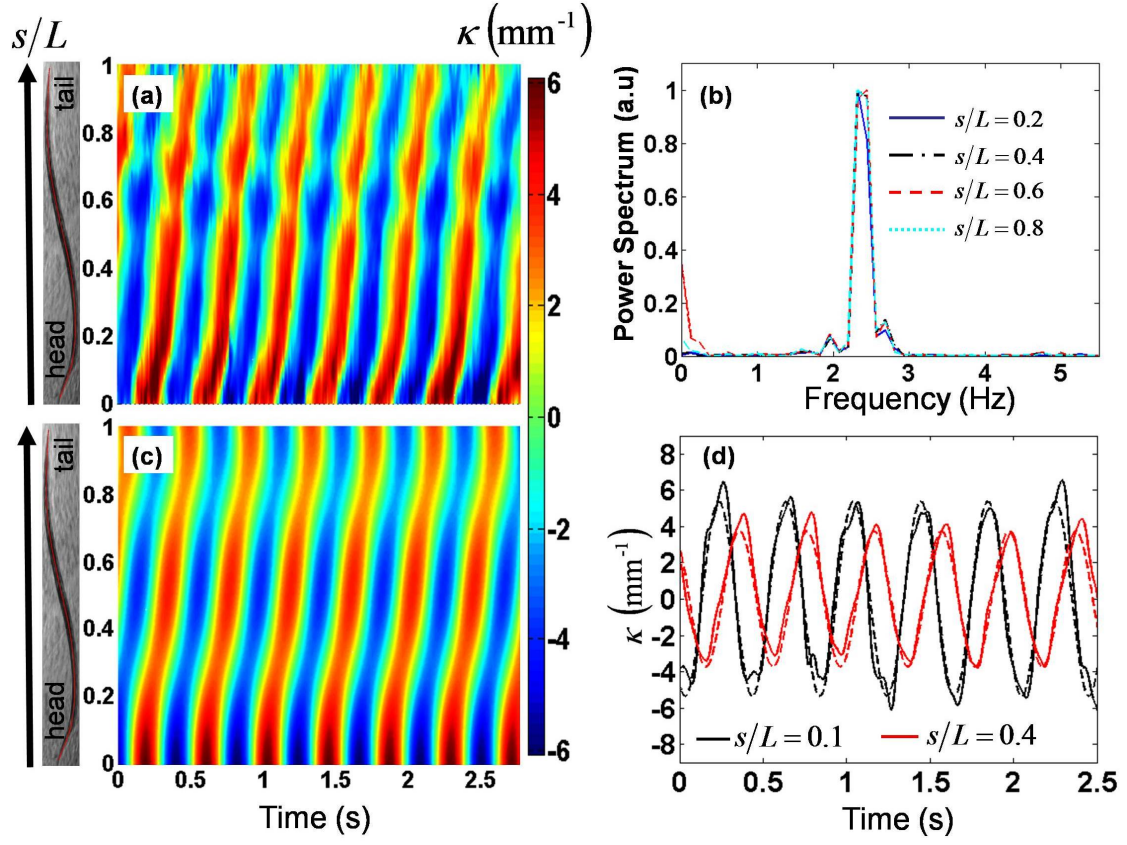 s/L
κ (mm⁻¹)
tail
head
(a)
1
0.8
0.6
0.4
0.2
0
6
4
2
0
-2
-4
-6
(b)
Power Spectrum (a.u)
1
0.8
0.6
0.4
0.2
0
0 1 2 3 4 5
Frequency (Hz)
s/L = 0.2
s/L = 0.4
s/L = 0.6
s/L = 0.8
tail
head
(c)
1
0.8
0.6
0.4
0.2
0
0 0.5 1 1.5 2 2.5
Time (s)
(d)
κ (mm⁻¹)
8
6
4
2
0
-2
-4
-6
-8
s/L = 0.1 s/L = 0.4
0 0.5 1 1.5 2 2.5
Time (s)